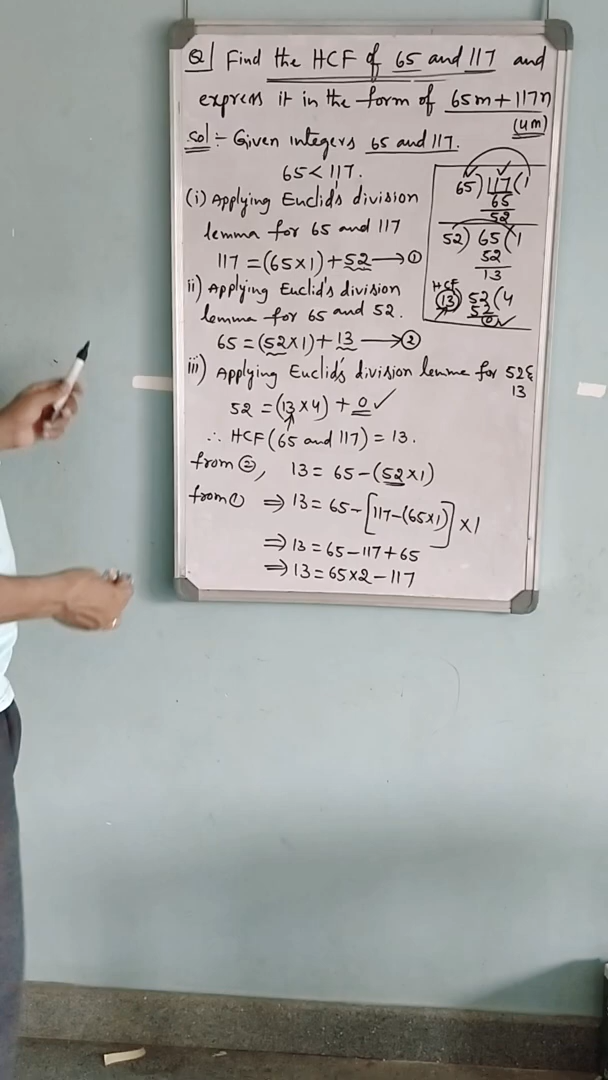 Q] Find the HCF of 65 and 117 and
express it in the form of 65m+117n
(4m)
Sol:- Given integers 65 and 117.
65<117.
(i) Applying Euclid's division
lemma for 65 and 117
117=(65×1)+52→①
ii) Applying Euclid's division
lemma for 65 and 52.
65=(52×1)+13→②
iii) Applying Euclid's division lemme for 52&
13
52=(13×4)+0✓
∴ HCF(65 and 117)=13.
from②, 13=65-(52×1)
from① ⇒13=65-[117-(65×1)]×1
⇒13=65-117+65
⇒13=65×2-117
65)117(1
65
52
52)65(1
52
13
HCF
13)52(4
52
0✓